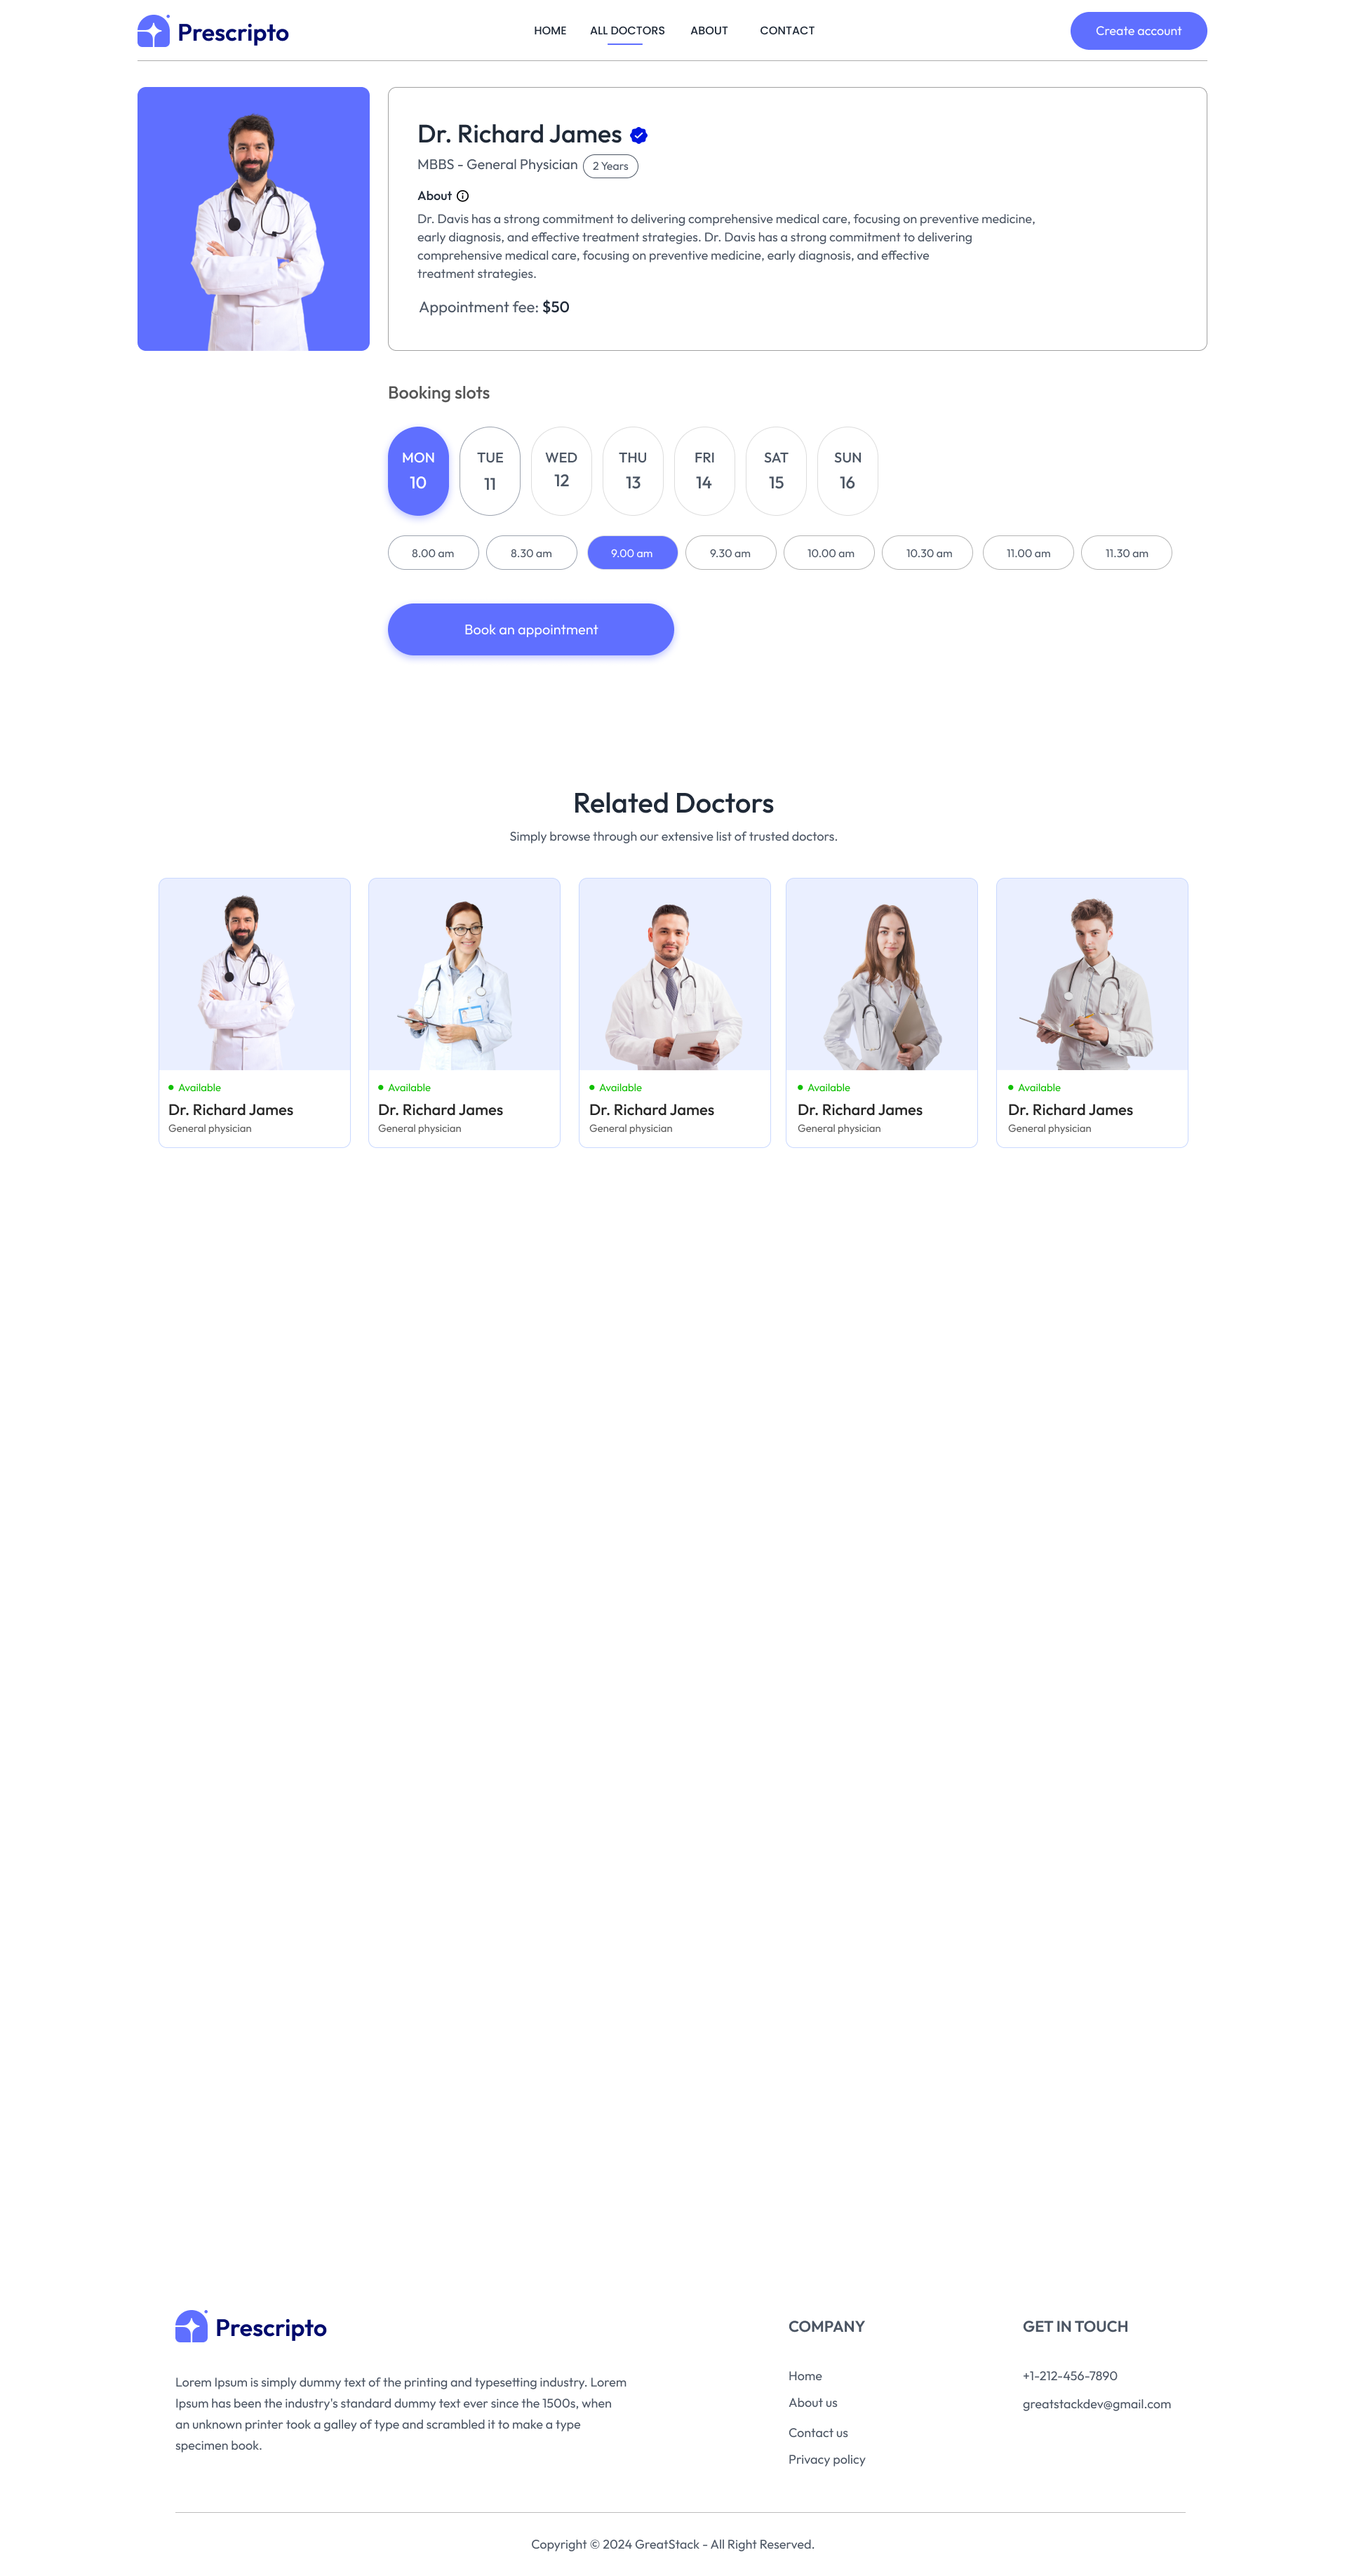 Prescripto
HOME
ALL DOCTORS
ABOUT
CONTACT
Create account
Dr. Richard James
MBBS - General Physician
2 Years
About
Dr. Davis has a strong commitment to delivering comprehensive medical care, focusing on preventive medicine,
early diagnosis, and effective treatment strategies. Dr. Davis has a strong commitment to delivering
comprehensive medical care, focusing on preventive medicine, early diagnosis, and effective
treatment strategies.
Appointment fee: $50
Booking slots
MON
10
TUE
11
WED
12
THU
13
FRI
14
SAT
15
SUN
16
8.00 am
8.30 am
9.00 am
9.30 am
10.00 am
10.30 am
11.00 am
11.30 am
Book an appointment
Related Doctors
Simply browse through our extensive list of trusted doctors.
Available
Dr. Richard James
General physician
Available
Dr. Richard James
General physician
Available
Dr. Richard James
General physician
Available
Dr. Richard James
General physician
Available
Dr. Richard James
General physician
Prescripto
Lorem Ipsum is simply dummy text of the printing and typesetting industry. Lorem
Ipsum has been the industry's standard dummy text ever since the 1500s, when
an unknown printer took a galley of type and scrambled it to make a type
specimen book.
COMPANY
Home
About us
Contact us
Privacy policy
GET IN TOUCH
+1-212-456-7890
greatstackdev@gmail.com
Copyright © 2024 GreatStack - All Right Reserved.